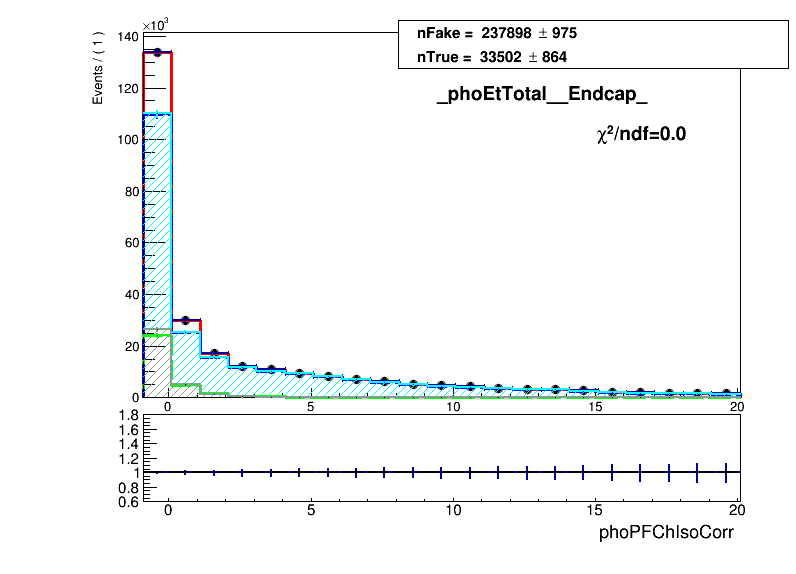 ×10³
nFake = 237898 ± 975
nTrue = 33502 ± 864
Events / ( 1 )
_phoEtTotal__Endcap_
χ²/ndf=0.0
140
120
100
80
60
40
20
0
0 5 10 15 20
1.8
1.6
1.4
1.2
1
0.8
0.6
0 5 10 15 20
phoPFChIsoCorr